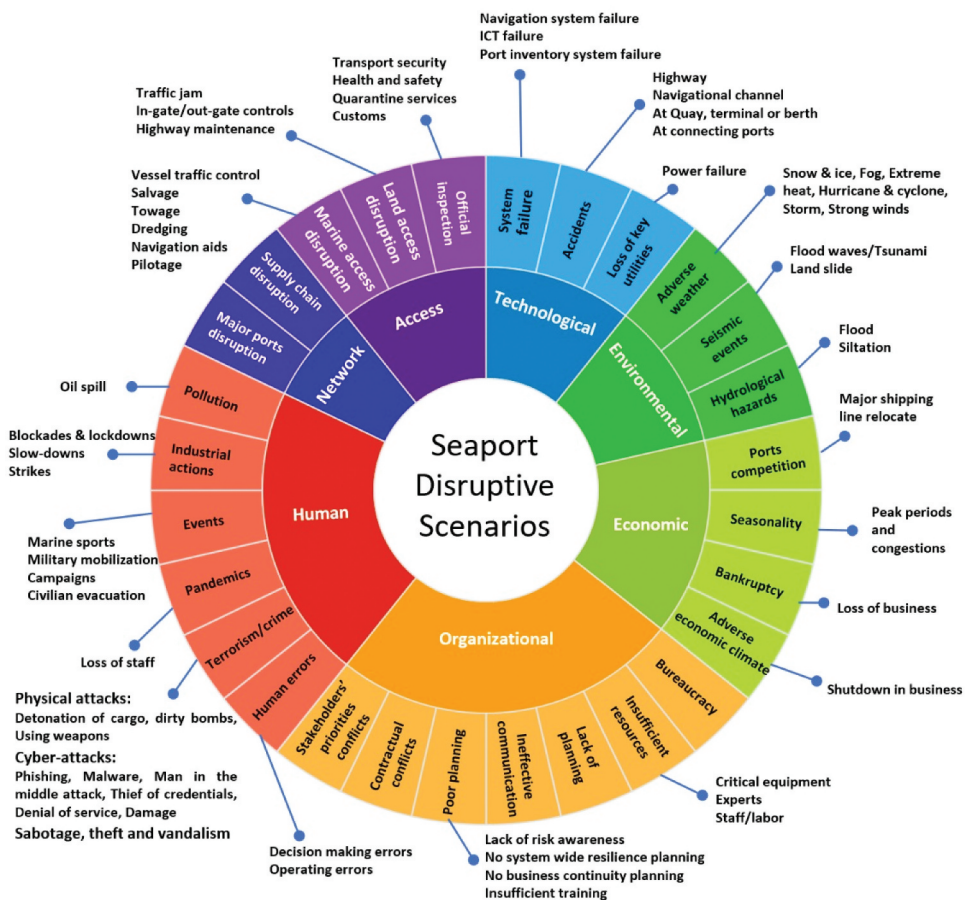 Seaport
Disruptive
Scenarios
Technological
System
failure
Navigation system failure
ICT failure
Port inventory system failure
Accidents
Highway
Navigational channel
At Quay, terminal or berth
At connecting ports
Loss of key
utilities
Power failure
Environmental
Adverse
weather
Snow & ice, Fog, Extreme
heat, Hurricane & cyclone,
Storm, Strong winds
Seismic
events
Flood waves/Tsunami
Land slide
Hydrological
hazards
Flood
Siltation
Economic
Ports
competition
Major shipping
line relocate
Seasonality
Peak periods
and
congestions
Bankruptcy
Loss of business
Adverse
economic climate
Shutdown in business
Organizational
Bureaucracy
Insufficient
resources
Critical equipment
Experts
Staff/labor
Lack of
planning
Ineffective
communication
Poor planning
Lack of risk awareness
No system wide resilience planning
No business continuity planning
Insufficient training
Contractual
conflicts
Stakeholders’
priorities
conflicts
Human
Human errors
Decision making errors
Operating errors
Terrorism/crime
Physical attacks:
Detonation of cargo, dirty bombs,
Using weapons
Cyber-attacks:
Phishing, Malware, Man in the
middle attack, Thief of credentials,
Denial of service, Damage
Sabotage, theft and vandalism
Pandemics
Loss of staff
Events
Marine sports
Military mobilization
Campaigns
Civilian evacuation
Industrial
actions
Blockades & lockdowns
Slow-downs
Strikes
Pollution
Oil spill
Network
Major ports
disruption
Supply chain
disruption
Access
Marine access
disruption
Vessel traffic control
Salvage
Towage
Dredging
Navigation aids
Pilotage
Land access
disruption
Traffic jam
In-gate/out-gate controls
Highway maintenance
Official
inspection
Transport security
Health and safety
Quarantine services
Customs